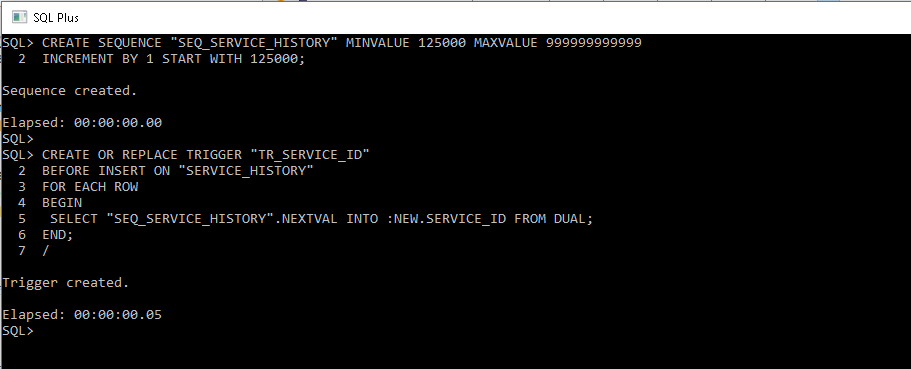 SQL Plus
SQL> CREATE SEQUENCE "SEQ_SERVICE_HISTORY" MINVALUE 125000 MAXVALUE 999999999999
  2  INCREMENT BY 1 START WITH 125000;
Sequence created.
Elapsed: 00:00:00.00
SQL>
SQL> CREATE OR REPLACE TRIGGER "TR_SERVICE_ID"
  2  BEFORE INSERT ON "SERVICE_HISTORY"
  3  FOR EACH ROW
  4  BEGIN
  5   SELECT "SEQ_SERVICE_HISTORY".NEXTVAL INTO :NEW.SERVICE_ID FROM DUAL;
  6  END;
  7  /
Trigger created.
Elapsed: 00:00:00.05
SQL>